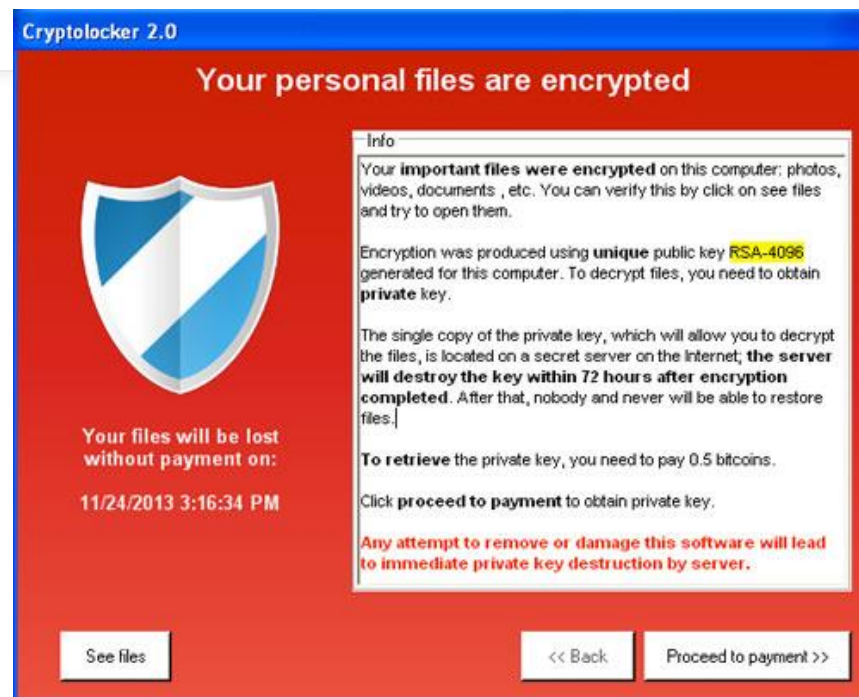 Cryptolocker 2.0
Your personal files are encrypted
Info
Your important files were encrypted on this computer: photos,
videos, documents , etc. You can verify this by click on see files
and try to open them.
Encryption was produced using unique public key RSA-4096
generated for this computer. To decrypt files, you need to obtain
private key.
The single copy of the private key, which will allow you to decrypt
the files, is located on a secret server on the Internet; the server
will destroy the key within 72 hours after encryption
completed. After that, nobody and never will be able to restore
files.
To retrieve the private key, you need to pay 0.5 bitcoins.
Click proceed to payment to obtain private key.
Any attempt to remove or damage this software will lead
to immediate private key destruction by server.
Your files will be lost
without payment on:
11/24/2013 3:16:34 PM
See files
<< Back
Proceed to payment >>